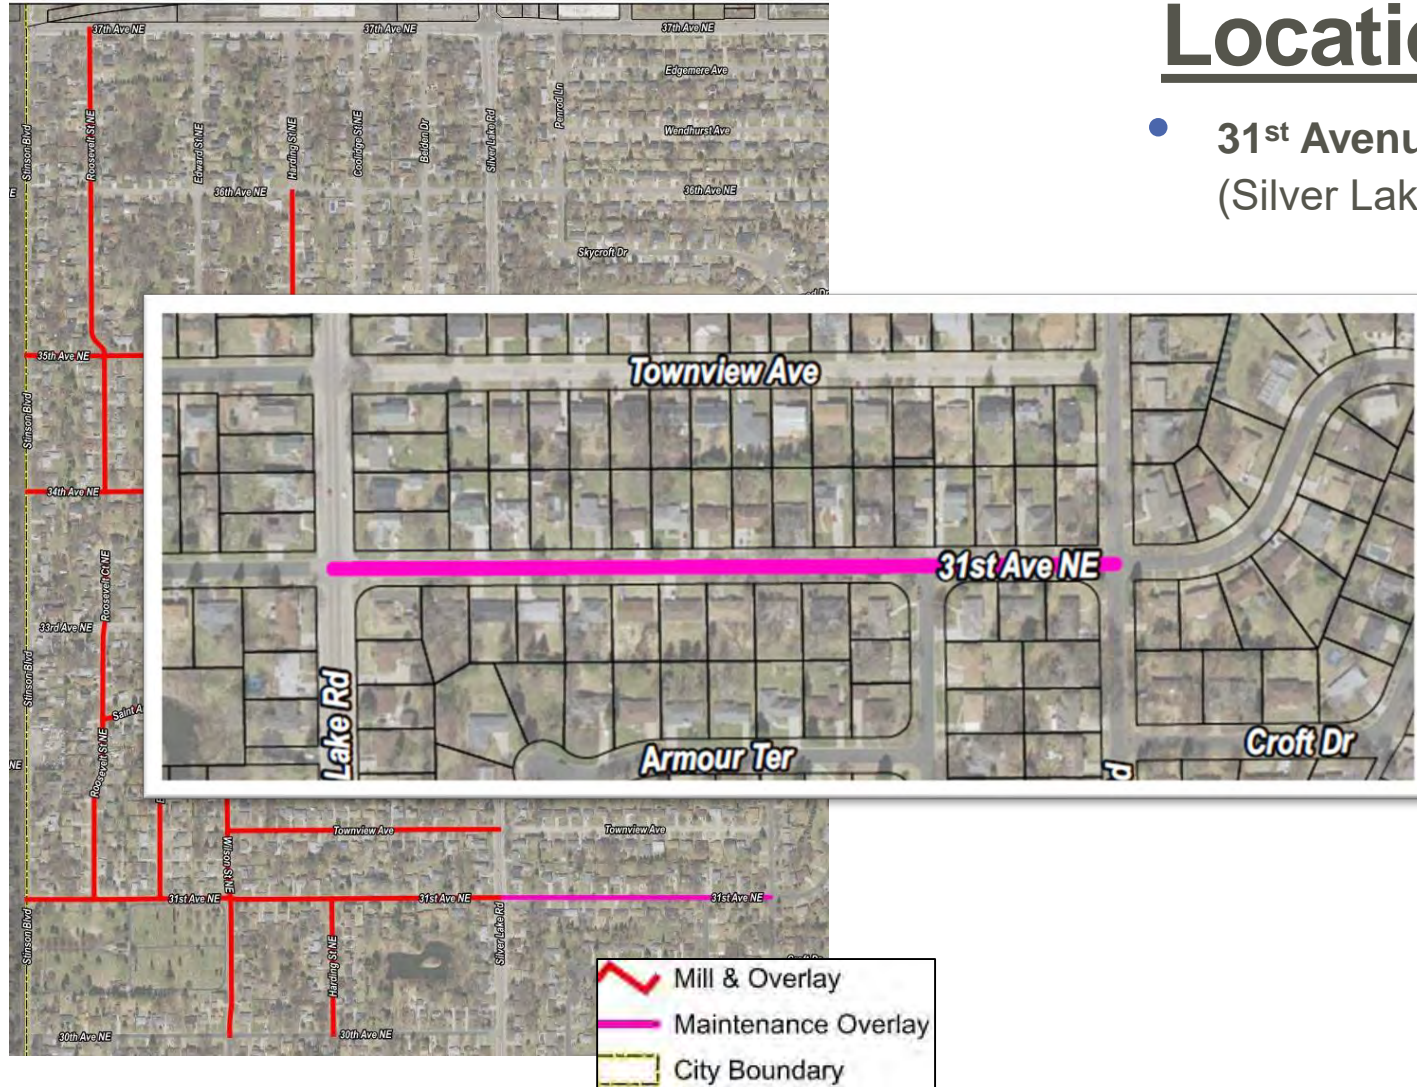 Locatio
31st Avenu
(Silver Lak
37th Ave NE
37th Ave NE
37th Ave NE
Edgemere Ave
Stinson Blvd
Roosevelt St NE
Edward St NE
Harding St NE
Coolidge St NE
Belden Dr
Silver Lake Rd
Penrod Ln
Wendhurst Ave
E
36th Ave NE
36th Ave NE
Skycroft Dr
35th Ave NE
Stinson Blvd
34th Ave NE
Roosevelt Ct NE
33rd Ave NE
Stinson Blvd
Saint A
Roosevelt St NE
NE
Townview Ave
31st Ave NE
Lake Rd
Armour Ter
Croft Dr
Townview Ave
Townview Ave
Wilson St NE
31st Ave NE
31st Ave NE
31st Ave NE
Stinson Blvd
Silver Lake Rd
Harding St NE
Croft Dr
30th Ave NE
30th Ave NE
Mill & Overlay
Maintenance Overlay
City Boundary